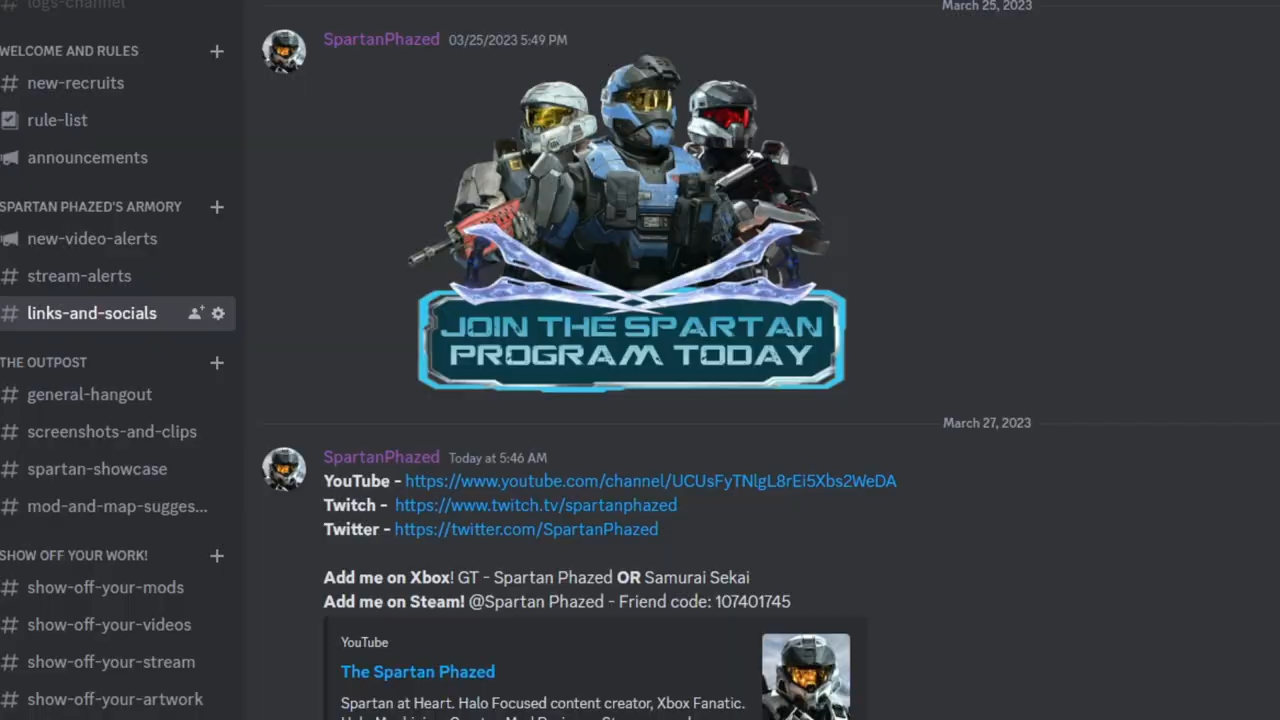 logs-channel
WELCOME AND RULES
new-recruits
rule-list
announcements
SPARTAN PHAZED'S ARMORY
new-video-alerts
stream-alerts
links-and-socials
THE OUTPOST
general-hangout
screenshots-and-clips
spartan-showcase
mod-and-map-sugges...
SHOW OFF YOUR WORK!
show-off-your-mods
show-off-your-videos
show-off-your-stream
show-off-your-artwork
March 25, 2023
SpartanPhazed 03/25/2023 5:49 PM
JOIN THE SPARTAN
PROGRAM TODAY
March 27, 2023
SpartanPhazed Today at 5:46 AM
YouTube - https://www.youtube.com/channel/UCUsFyTNlgL8rEi5Xbs2WeDA
Twitch - https://www.twitch.tv/spartanphazed
Twitter - https://twitter.com/SpartanPhazed
Add me on Xbox! GT - Spartan Phazed OR Samurai Sekai
Add me on Steam! @Spartan Phazed - Friend code: 107401745
YouTube
The Spartan Phazed
Spartan at Heart. Halo Focused content creator, Xbox Fanatic.